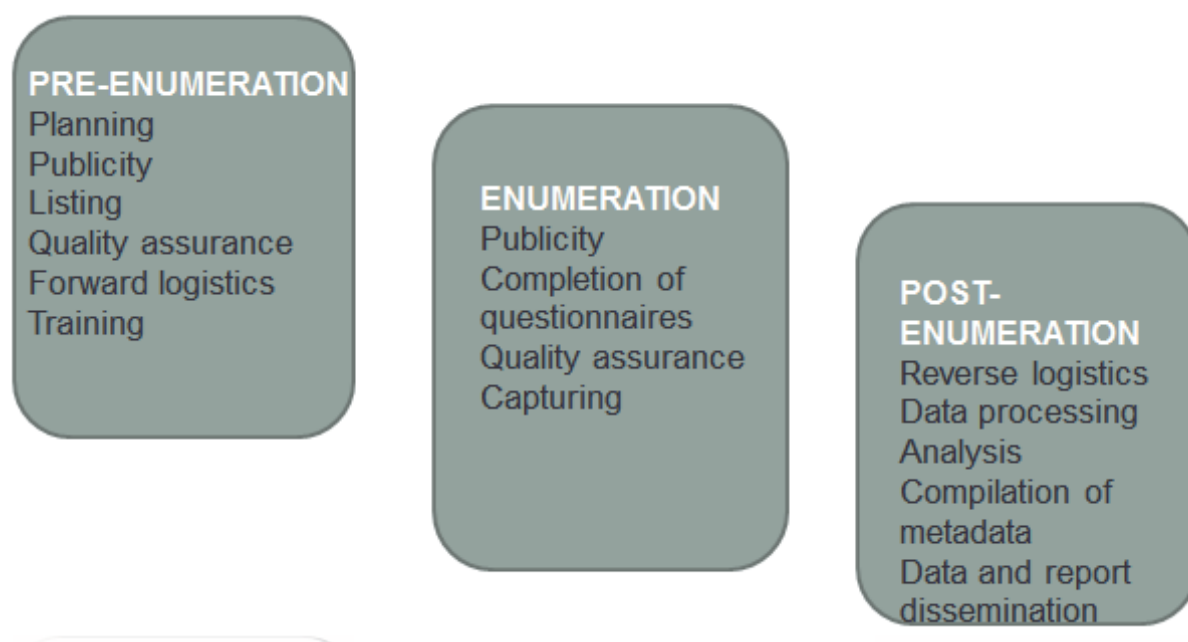 PRE-ENUMERATION
Planning
Publicity
Listing
Quality assurance
Forward logistics
Training
ENUMERATION
Publicity
Completion of
questionnaires
Quality assurance
Capturing
POST-
ENUMERATION
Reverse logistics
Data processing
Analysis
Compilation of
metadata
Data and report
dissemination